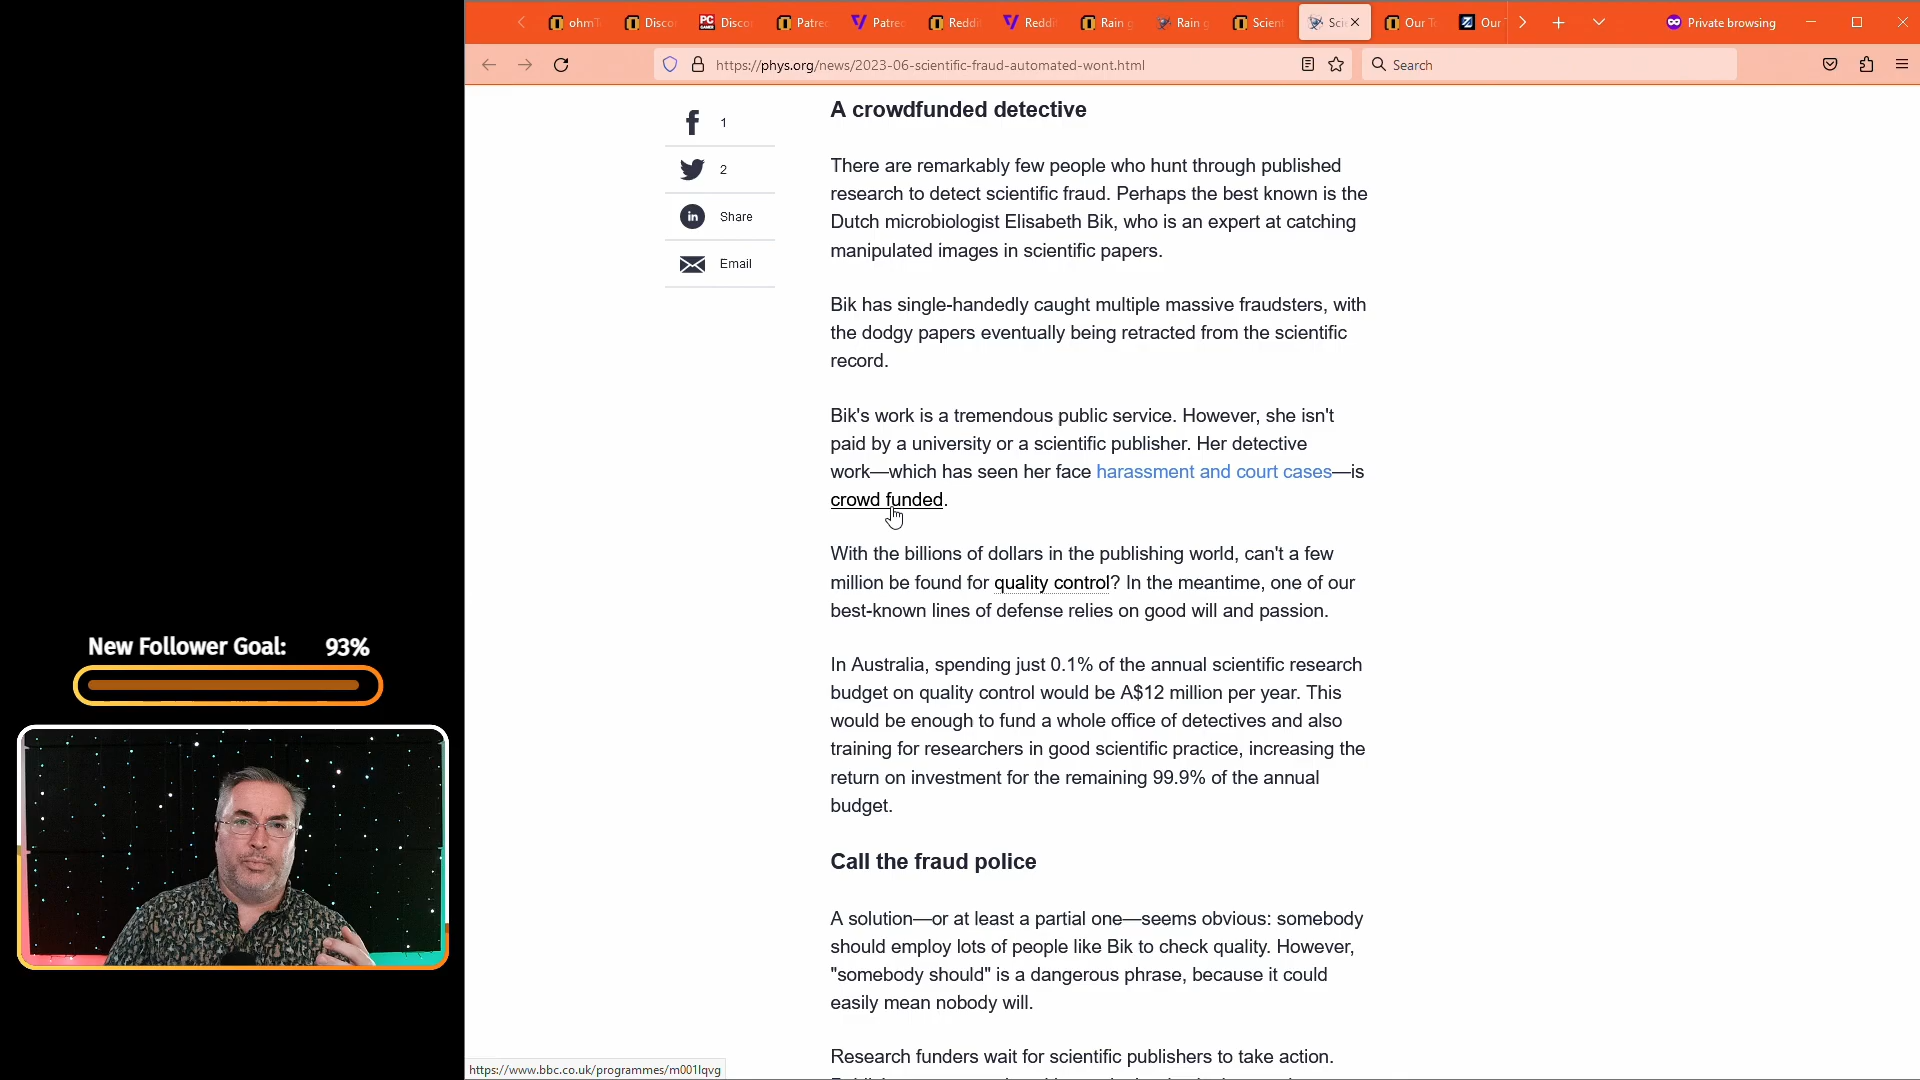 ohmT
Disco
PC
GAMES
Disco
Patreo
Patreo
Reddi
Reddi
Rain g
Rain g
Scient
Sci
Our T
Our
Private browsing
https://phys.org/news/2023-06-scientific-fraud-automated-wont.html
Search
1
2
in Share
Email
A crowdfunded detective
There are remarkably few people who hunt through published
research to detect scientific fraud. Perhaps the best known is the
Dutch microbiologist Elisabeth Bik, who is an expert at catching
manipulated images in scientific papers.
Bik has single-handedly caught multiple massive fraudsters, with
the dodgy papers eventually being retracted from the scientific
record.
Bik's work is a tremendous public service. However, she isn't
paid by a university or a scientific publisher. Her detective
work—which has seen her face harassment and court cases—is
crowd funded.
With the billions of dollars in the publishing world, can't a few
million be found for quality control? In the meantime, one of our
best-known lines of defense relies on good will and passion.
In Australia, spending just 0.1% of the annual scientific research
budget on quality control would be A$12 million per year. This
would be enough to fund a whole office of detectives and also
training for researchers in good scientific practice, increasing the
return on investment for the remaining 99.9% of the annual
budget.
Call the fraud police
A solution—or at least a partial one—seems obvious: somebody
should employ lots of people like Bik to check quality. However,
"somebody should" is a dangerous phrase, because it could
easily mean nobody will.
Research funders wait for scientific publishers to take action.
New Follower Goal: 93%
https://www.bbc.co.uk/programmes/m001lqvg